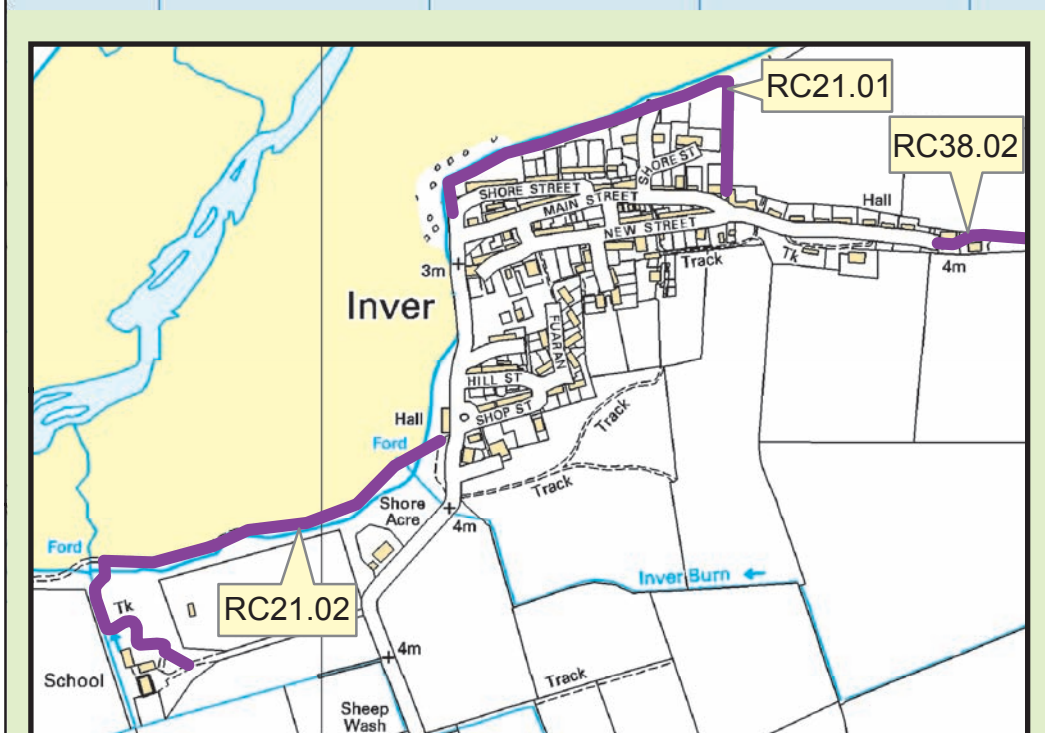 RC21.01
RC38.02
SHORE ST
Hall
SHORE STREET
MAIN STREET
NEW STREET
Track
Tk
4m
3m
Inver
FUARAN
HILL ST
SHOP ST
Hall
Ford
Track
Track
Shore
Acre
4m
Ford
Inver Burn
Tk
RC21.02
4m
School
Track
Sheep
Wash